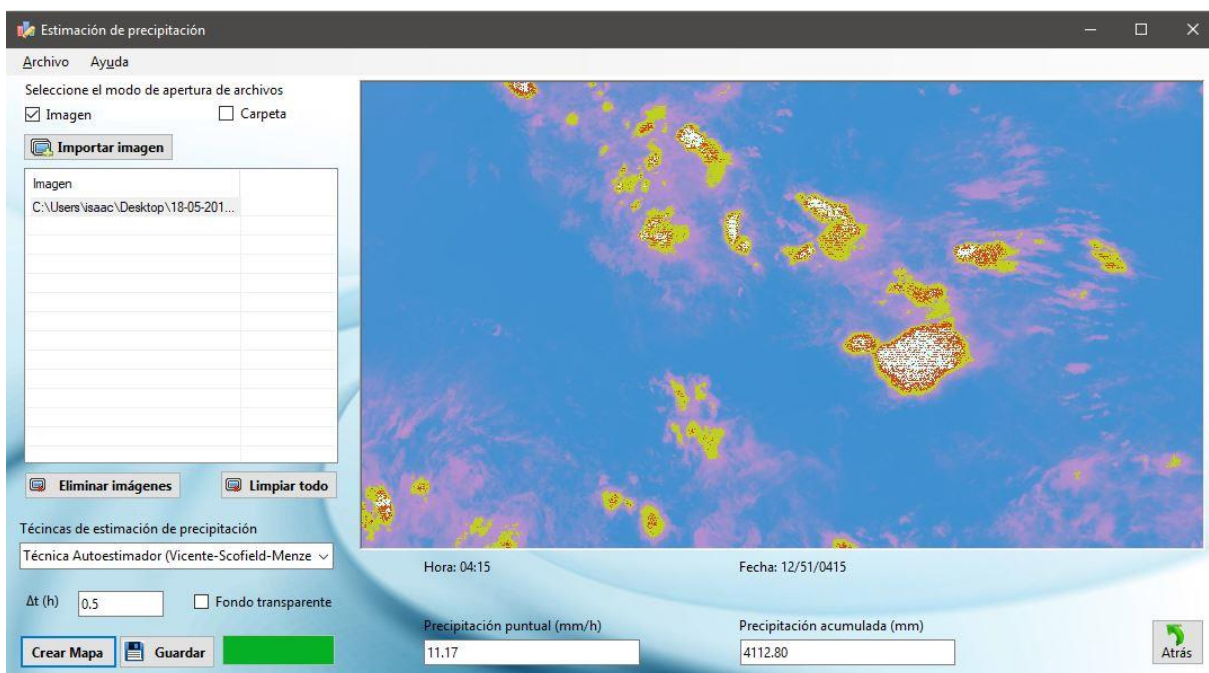 Estimación de precipitación
Archivo Ayuda
Seleccione el modo de apertura de archivos
Imagen Carpeta
Importar imagen
Imagen
C:\Users\isaac\Desktop\18-05-201...
Eliminar imágenes Limpiar todo
Técincas de estimación de precipitación
Técnica Autoestimador (Vicente-Scofield-Menze
Δt (h) 0.5 Fondo transparente
Crear Mapa Guardar
Hora: 04:15 Fecha: 12/51/0415
Precipitación puntual (mm/h) Precipitación acumulada (mm)
11.17 4112.80
Atrás